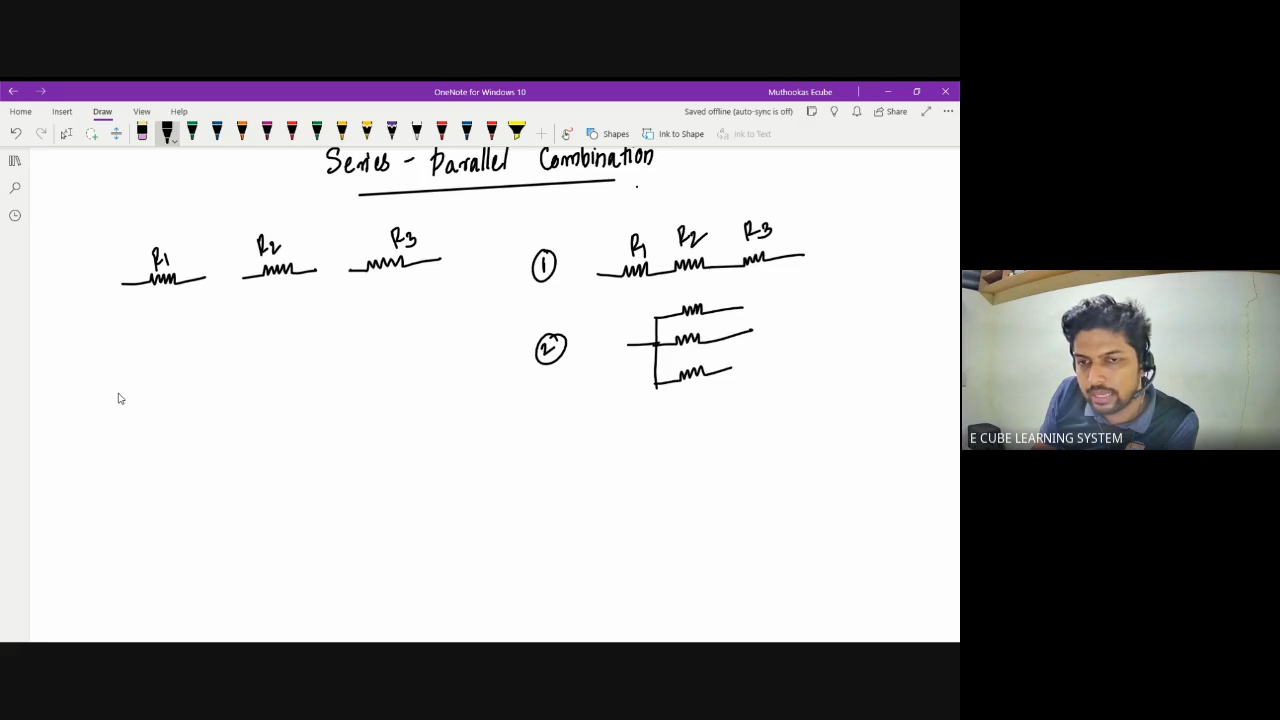 OneNote for Windows 10
Muthookas Ecube
Home Insert Draw View Help
Saved offline (auto-sync is off)
Share
Shapes
Ink to Shape
Ink to Text
Series - Parallel Combination
R1 R2 R3
1 R1 R2 R3
2
E CUBE LEARNING SYSTEM